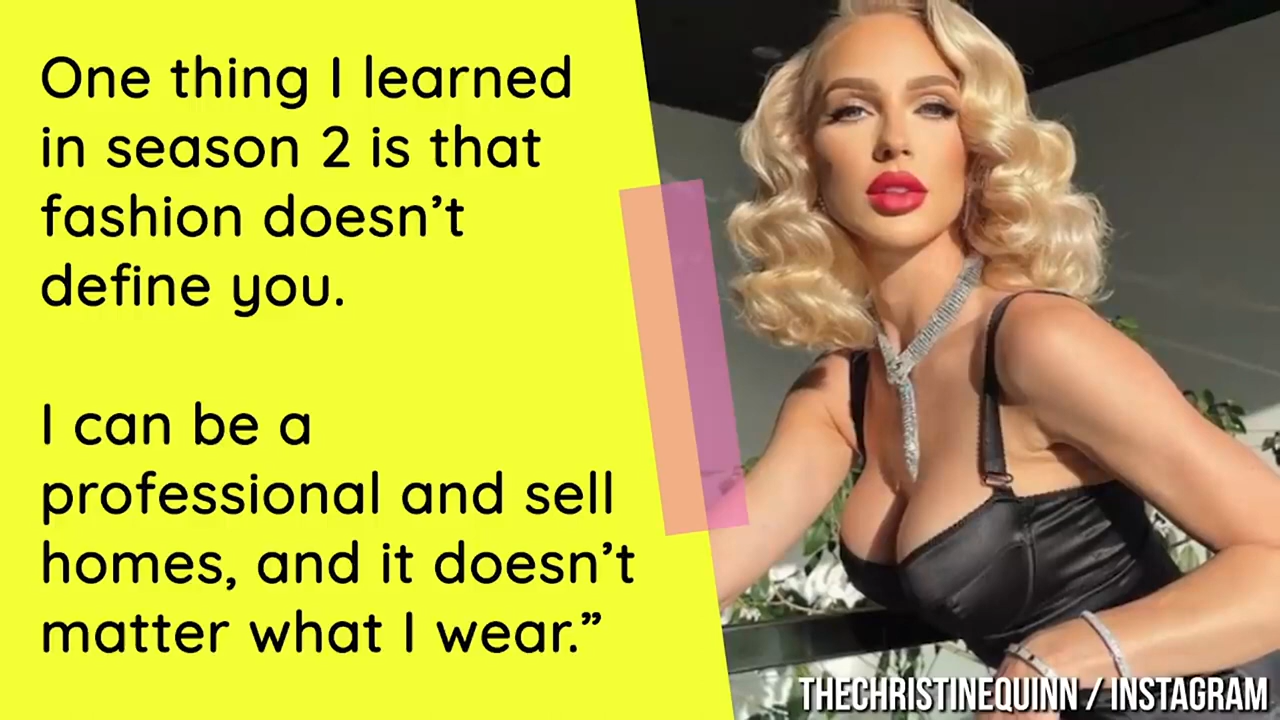 One thing I learned
in season 2 is that
fashion doesn’t
define you.
I can be a
professional and sell
homes, and it doesn’t
matter what I wear.”
THECHRISTINEQUINN / INSTAGRAM